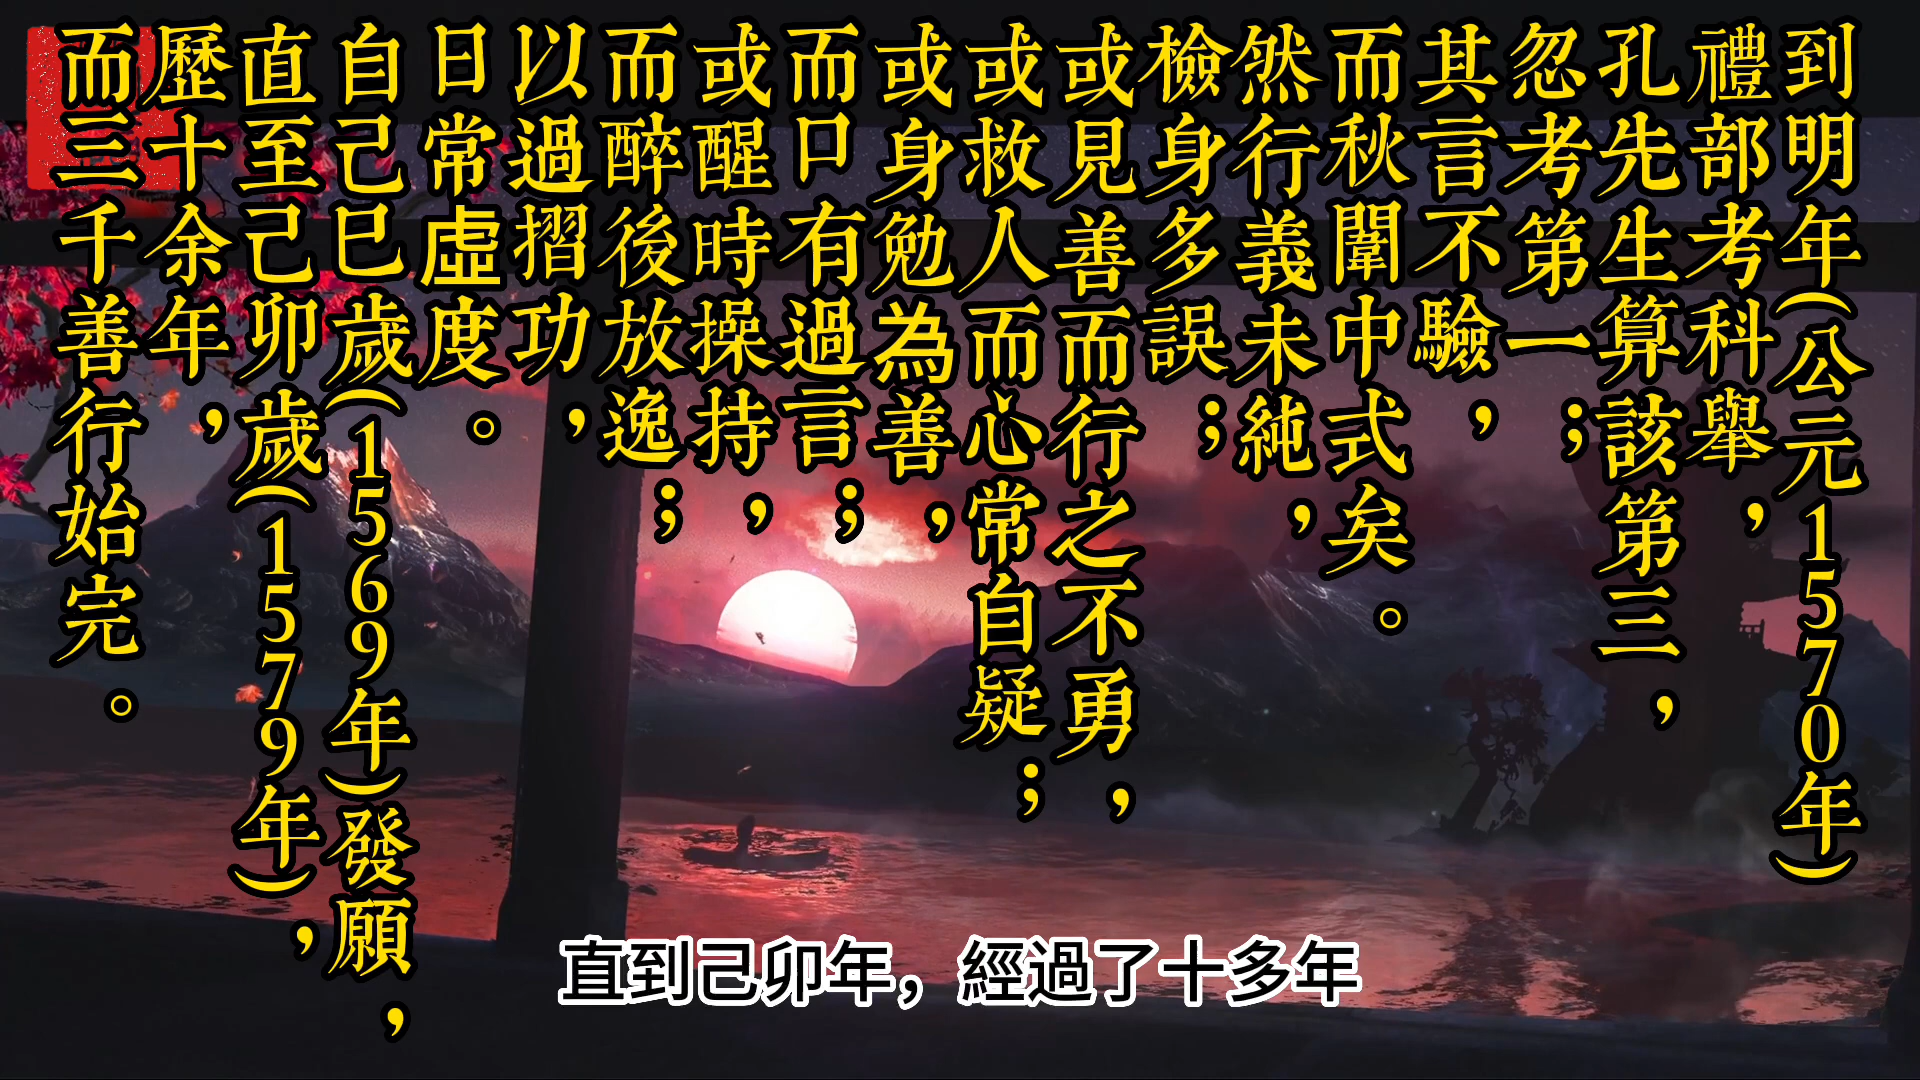 到明年(公元1570年)
禮部考科舉，
孔先生算該第三，
忽考第一；
其言不驗，
而秋闈中式矣。
然行義未純，
檢身多誤；
或見善而行之不勇，
或救人而心常自疑；
或身勉為善，
而口有過言；
或醒時操持，
而醉後放逸；
以過摺功，
日常虛度。
自己巳歲(1569年)發願，
直至己卯歲(1579年)，
歷十余年，
而三千善行始完。
直到己卯年，經過了十多年